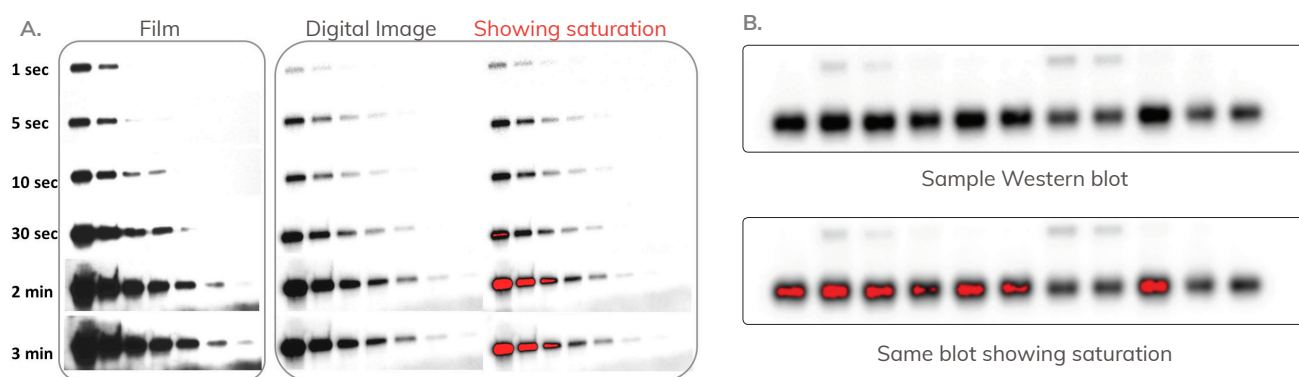 A.
Film
Digital Image
Showing saturation
1 sec
5 sec
10 sec
30 sec
2 min
3 min
B.
Sample Western blot
Same blot showing saturation